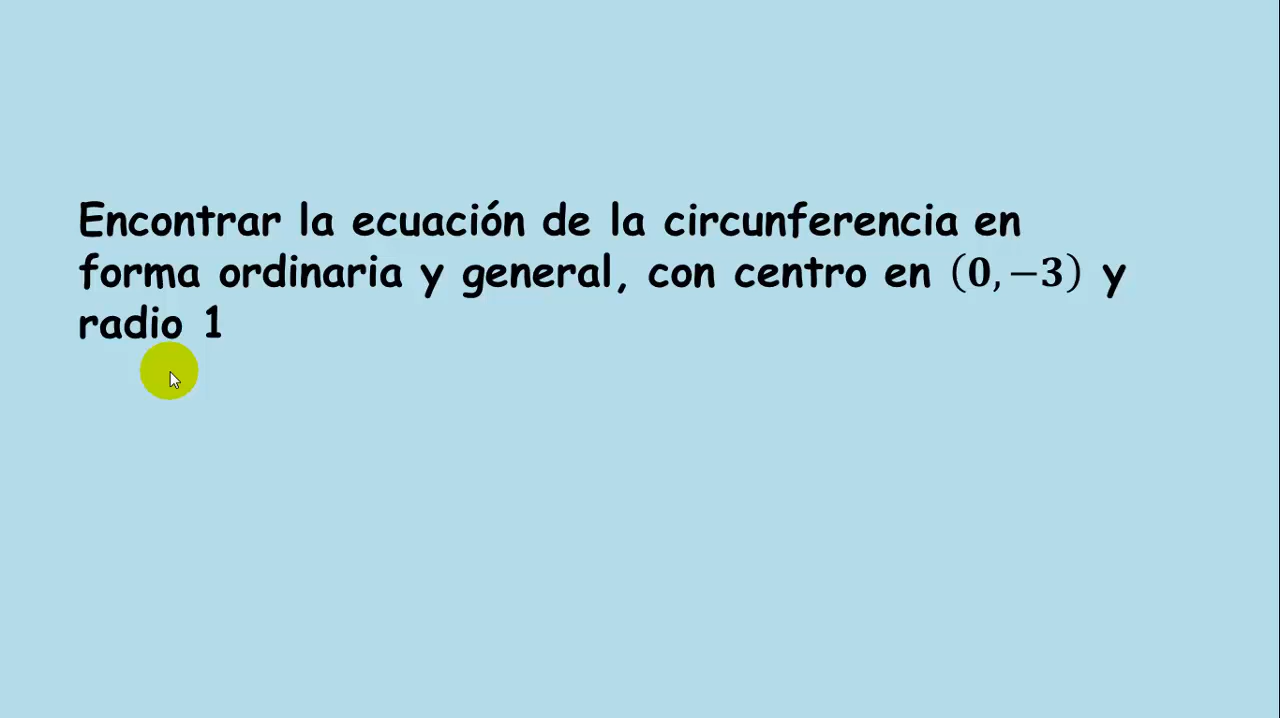 Encontrar la ecuación de la circunferencia en
forma ordinaria y general, con centro en (0,−3) y
radio 1